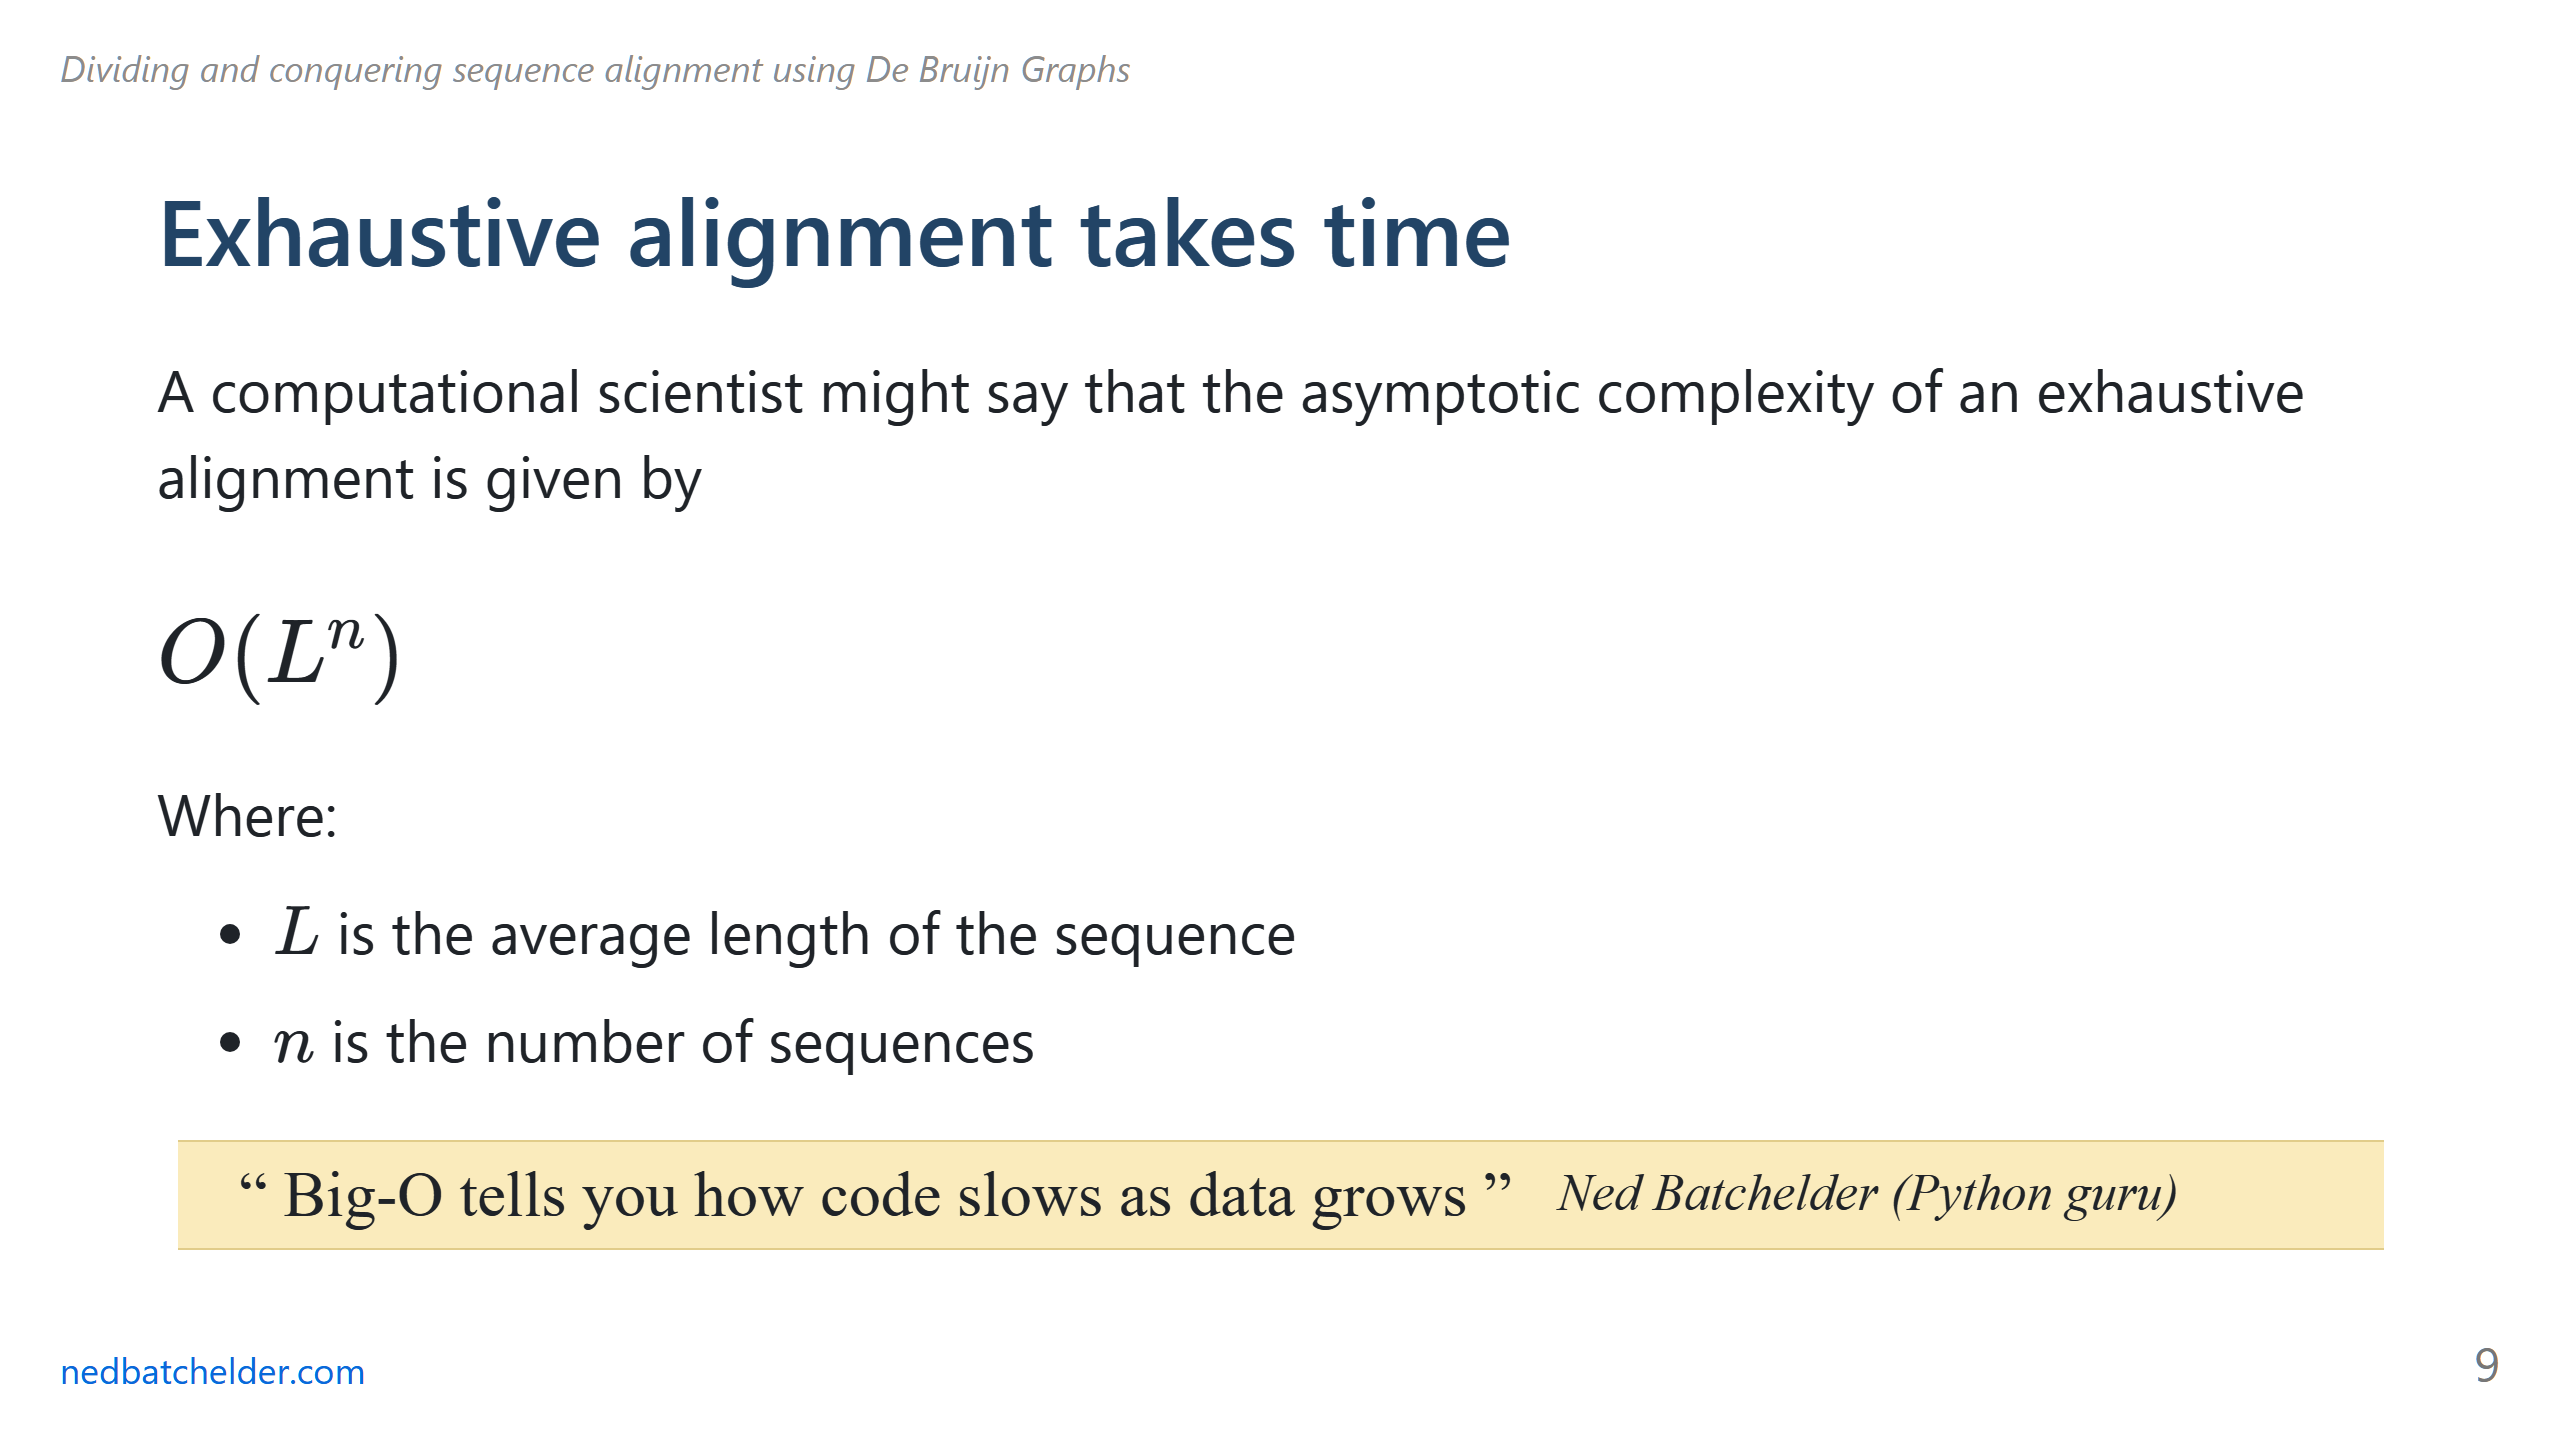 Dividing and conquering sequence alignment using De Bruijn Graphs
Exhaustive alignment takes time
A computational scientist might say that the asymptotic complexity of an exhaustive
alignment is given by
O(Lⁿ)
Where:
• L is the average length of the sequence
• n is the number of sequences
“ Big-O tells you how code slows as data grows ” Ned Batchelder (Python guru)
nedbatchelder.com
9